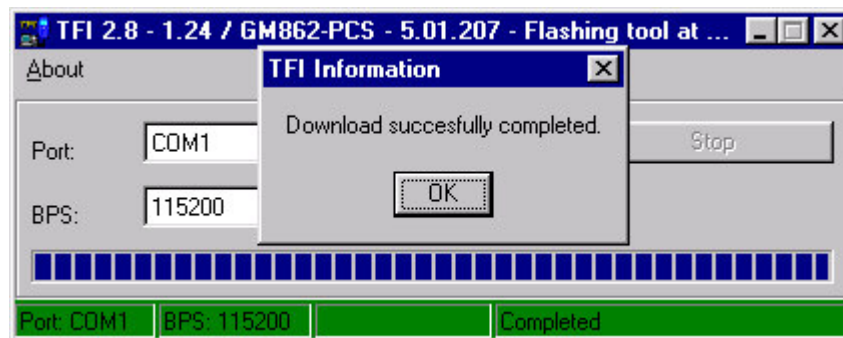 TFI 2.8 - 1.24 / GM862-PCS - 5.01.207 - Flashing tool at ...
About
TFI Information
Download succesfully completed.
Port:
COM1
Stop
OK
BPS:
115200
Port: COM1 BPS: 115200 Completed